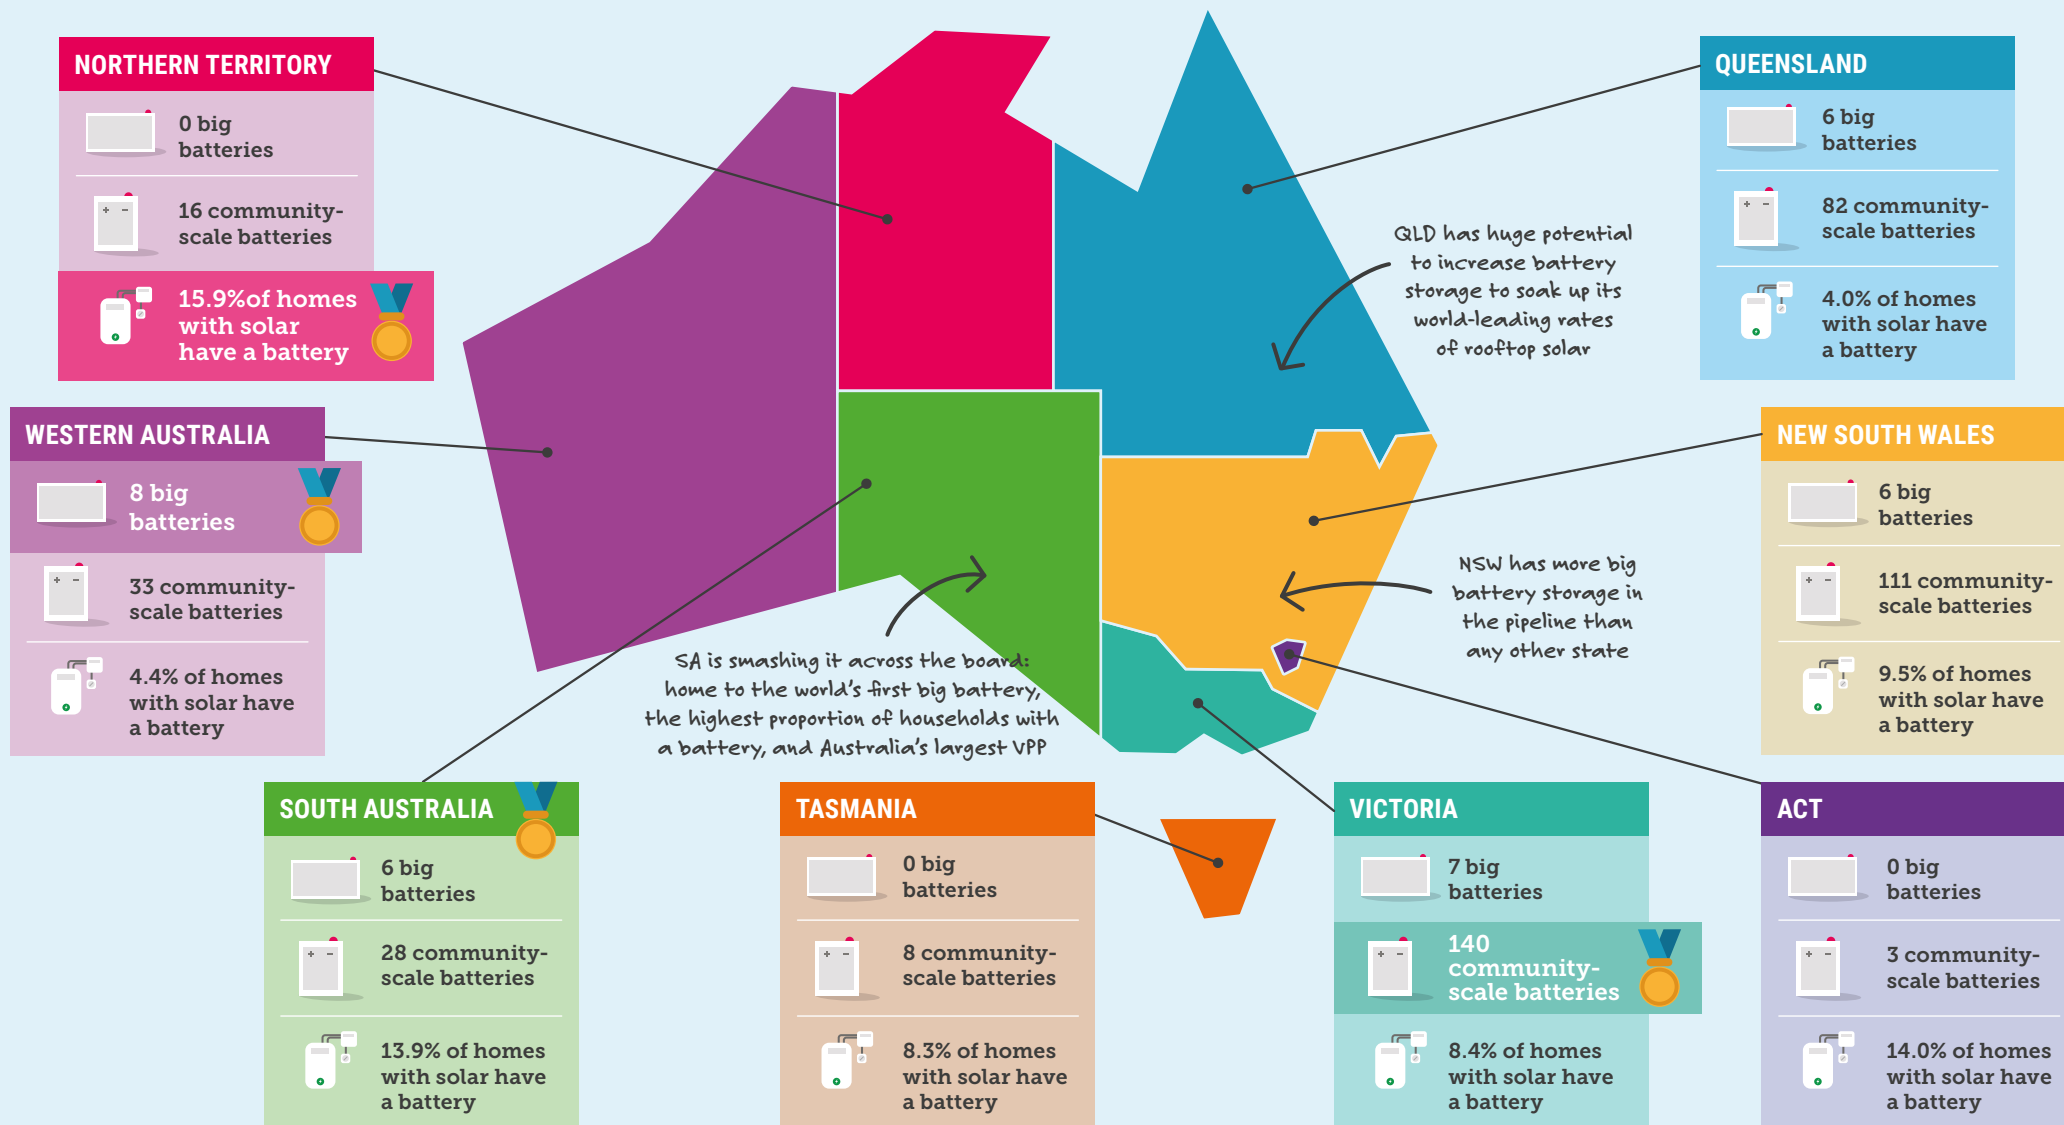 NORTHERN TERRITORY
0 big
batteries
16 community-
scale batteries
15.9%of homes
with solar
have a battery
QUEENSLAND
6 big
batteries
82 community-
scale batteries
4.0% of homes
with solar have
a battery
QLD has huge potential
to increase battery
storage to soak up its
world-leading rates
of rooftop solar
WESTERN AUSTRALIA
8 big
batteries
33 community-
scale batteries
4.4% of homes
with solar have
a battery
NEW SOUTH WALES
6 big
batteries
111 community-
scale batteries
9.5% of homes
with solar have
a battery
NSW has more big
battery storage in
the pipeline than
any other state
SA is smashing it across the board:
home to the world's first big battery,
the highest proportion of households with
a battery, and Australia's largest VPP
SOUTH AUSTRALIA
6 big
batteries
28 community-
scale batteries
13.9% of homes
with solar have
a battery
TASMANIA
0 big
batteries
8 community-
scale batteries
8.3% of homes
with solar have
a battery
VICTORIA
7 big
batteries
140
community-
scale batteries
8.4% of homes
with solar have
a battery
ACT
0 big
batteries
3 community-
scale batteries
14.0% of homes
with solar have
a battery